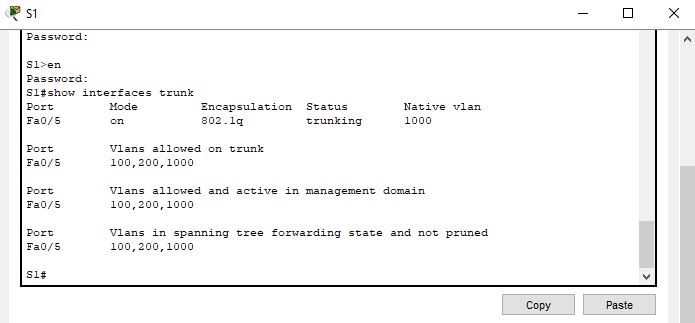 S1
Password:
S1>en
Password:
S1#show interfaces trunk
Port        Mode         Encapsulation  Status        Native vlan
Fa0/5       on           802.1q         trunking      1000
Port        Vlans allowed on trunk
Fa0/5       100,200,1000
Port        Vlans allowed and active in management domain
Fa0/5       100,200,1000
Port        Vlans in spanning tree forwarding state and not pruned
Fa0/5       100,200,1000
S1#
Copy Paste